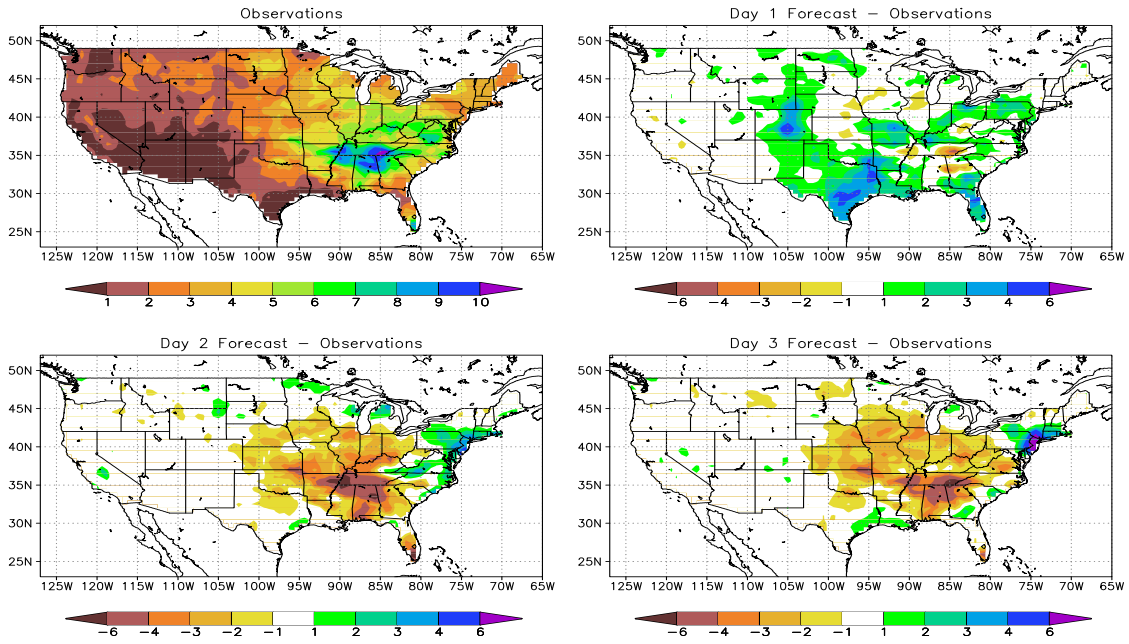 Observations
50N
45N
40N
35N
30N
25N
125W 120W 115W 110W 105W 100W 95W 90W 85W 80W 75W 70W 65W
1 2 3 4 5 6 7 8 9 10
Day 1 Forecast – Observations
50N
45N
40N
35N
30N
25N
125W 120W 115W 110W 105W 100W 95W 90W 85W 80W 75W 70W 65W
−6 −4 −3 −2 −1 1 2 3 4 6
Day 2 Forecast – Observations
50N
45N
40N
35N
30N
25N
125W 120W 115W 110W 105W 100W 95W 90W 85W 80W 75W 70W 65W
−6 −4 −3 −2 −1 1 2 3 4 6
Day 3 Forecast – Observations
50N
45N
40N
35N
30N
25N
125W 120W 115W 110W 105W 100W 95W 90W 85W 80W 75W 70W 65W
−6 −4 −3 −2 −1 1 2 3 4 6